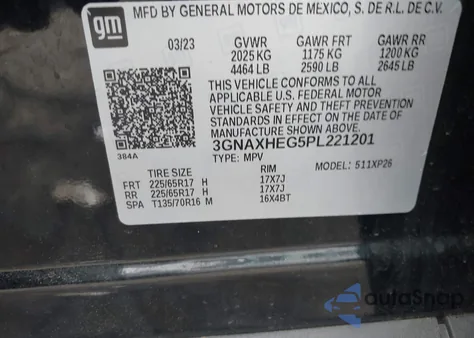 gm
MFD BY GENERAL MOTORS DE MEXICO, S. DE R.L. DE C.V.
03/23 GVWR GAWR FRT GAWR RR
2025 KG 1175 KG 1200 KG
4464 LB 2590 LB 2645 LB
THIS VEHICLE CONFORMS TO ALL
APPLICABLE U.S. FEDERAL MOTOR
VEHICLE SAFETY AND THEFT PREVENTION
STANDARDS IN EFFECT ON THE DATE OF
MANUFACTURE SHOWN ABOVE.
3GNAXHEG5PL221201
384A
TYPE: MPV MODEL: 511XP26
TIRE SIZE RIM
FRT 225/65R17 H 17X7J
RR 225/65R17 H 17X7J
SPA T135/70R16 M 16X4BT
autoSnap